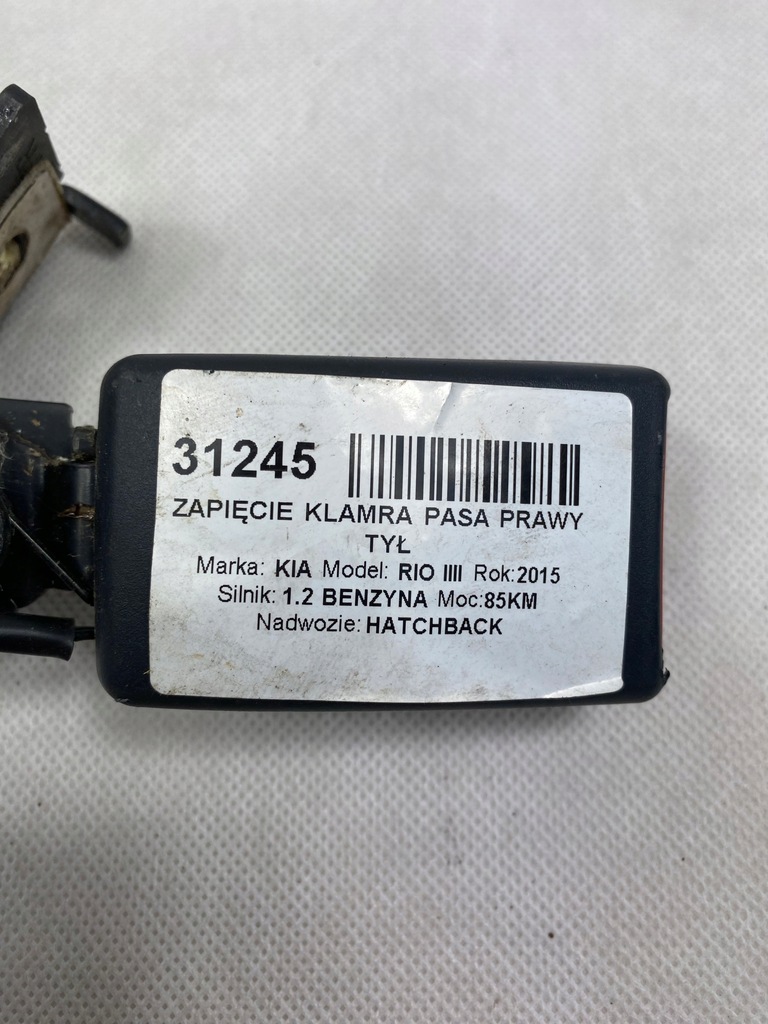 31245
ZAPIĘCIE KLAMRA PASA PRAWY
TYŁ
Marka: KIA Model: RIO IIII Rok:2015
Silnik: 1.2 BENZYNA Moc:85KM
Nadwozie: HATCHBACK